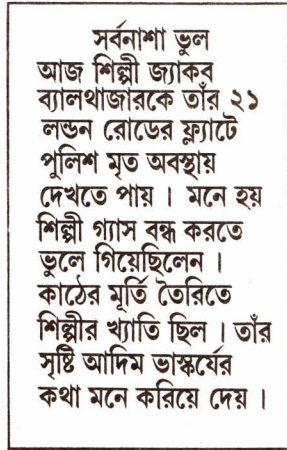 সর্বনাশা ভুল
আজ শিল্পী জ্যাকব
ব্যালথাজারকে তাঁর ২১
লন্ডন রোডের ফ্ল্যাটে
পুলিশ মৃত অবস্থায়
দেখতে পায় । মনে হয়
শিল্পী গ্যাস বন্ধ করতে
ভুলে গিয়েছিলেন ।
কাঠের মূর্তি তৈরিতে
শিল্পীর খ্যাতি ছিল । তাঁর
সৃষ্টি আদিম ভাস্কর্যের
কথা মনে করিয়ে দেয় ।